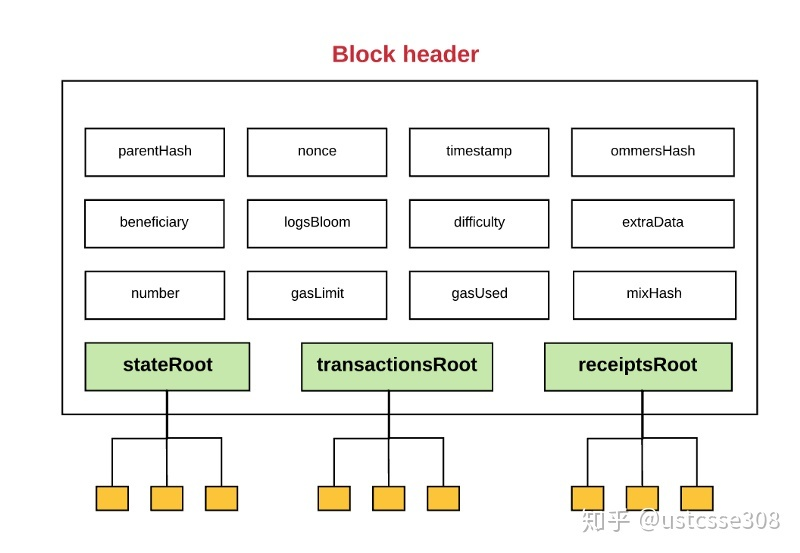 Block header
parentHash nonce timestamp ommersHash
beneficiary logsBloom difficulty extraData
number gasLimit gasUsed mixHash
stateRoot transactionsRoot receiptsRoot
知乎 @ustcsse308